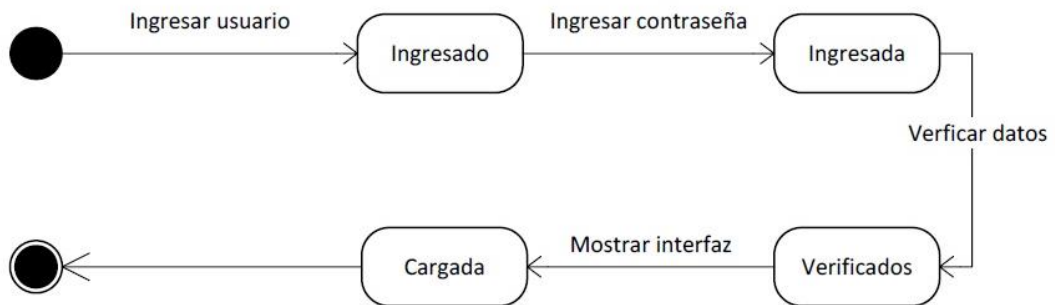 Ingresar usuario
Ingresar contraseña
Ingresado
Ingresada
Verficar datos
Mostrar interfaz
Cargada
Verificados